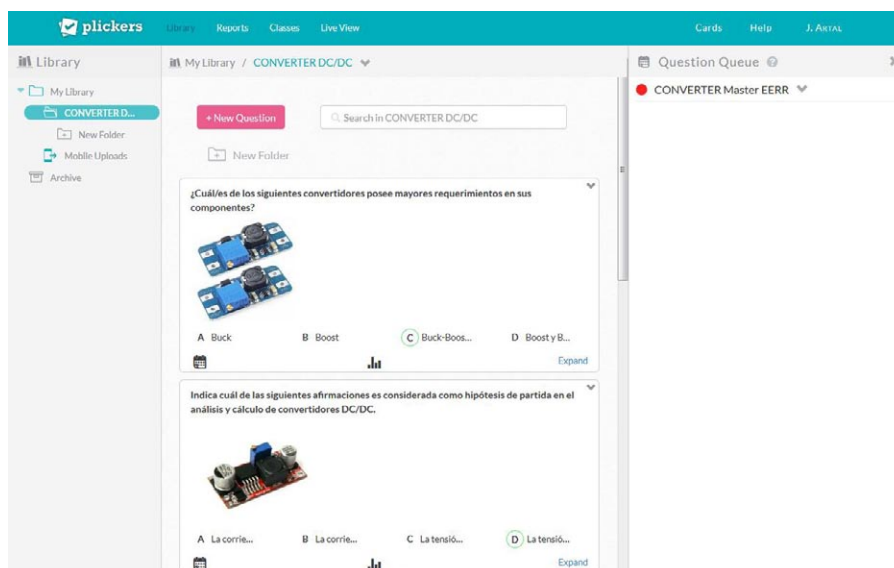 plickers
Library Reports Classes Live View
Cards Help J. ARTAL
Library
My Library / CONVERTER DC/DC
Question Queue
My Library
CONVERTER D...
New Folder
Mobile Uploads
Archive
+ New Question
Search in CONVERTER DC/DC
New Folder
CONVERTER Master EERR
¿Cuál/es de los siguientes convertidores posee mayores requerimientos en sus
componentes?
A Buck B Boost C Buck-Boos... D Boost y B...
Expand
Indica cuál de las siguientes afirmaciones es considerada como hipótesis de partida en el
análisis y cálculo de convertidores DC/DC.
A La corrie... B La corrie... C La tensió... D La tensió...
Expand